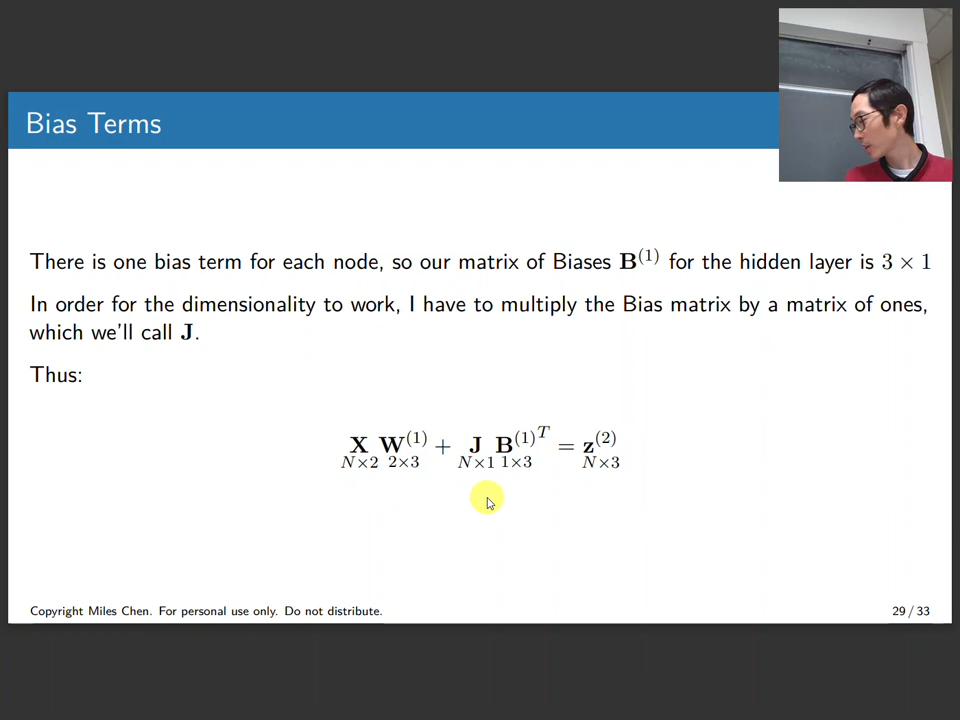 Bias Terms
There is one bias term for each node, so our matrix of Biases B^(1) for the hidden layer is 3 × 1
In order for the dimensionality to work, I have to multiply the Bias matrix by a matrix of ones,
which we'll call J.
Thus:
X W^(1) + J B^(1)^T = z^(2)
N×2 2×3 N×1 1×3 N×3
Copyright Miles Chen. For personal use only. Do not distribute.
29 / 33